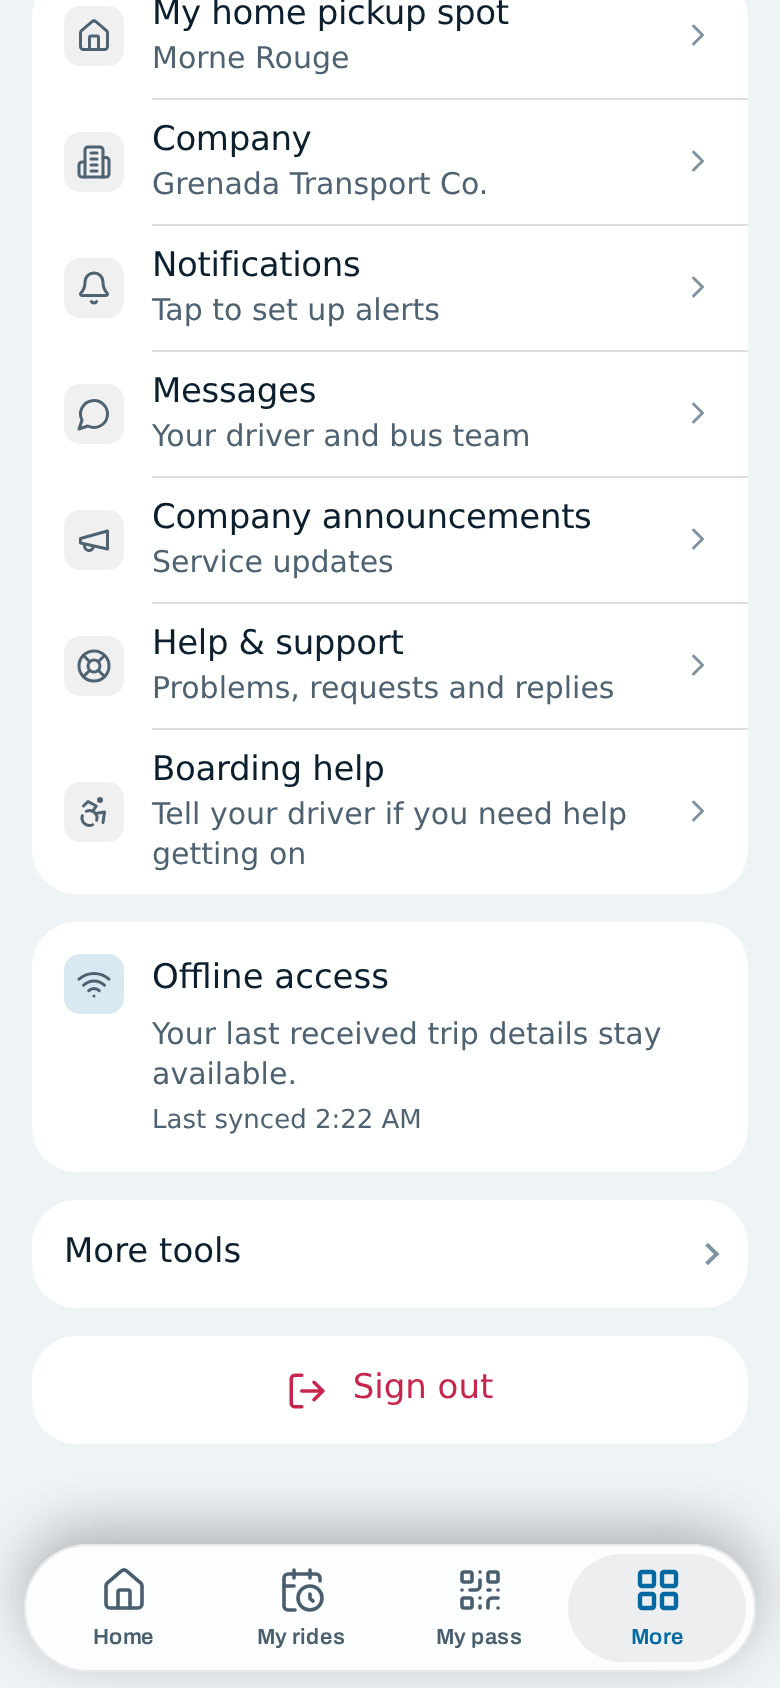 My home pickup spot
Morne Rouge
Company
Grenada Transport Co.
Notifications
Tap to set up alerts
Messages
Your driver and bus team
Company announcements
Service updates
Help & support
Problems, requests and replies
Boarding help
Tell your driver if you need help
getting on
Offline access
Your last received trip details stay
available.
Last synced 2:22 AM
More tools
Sign out
Home
My rides
My pass
More